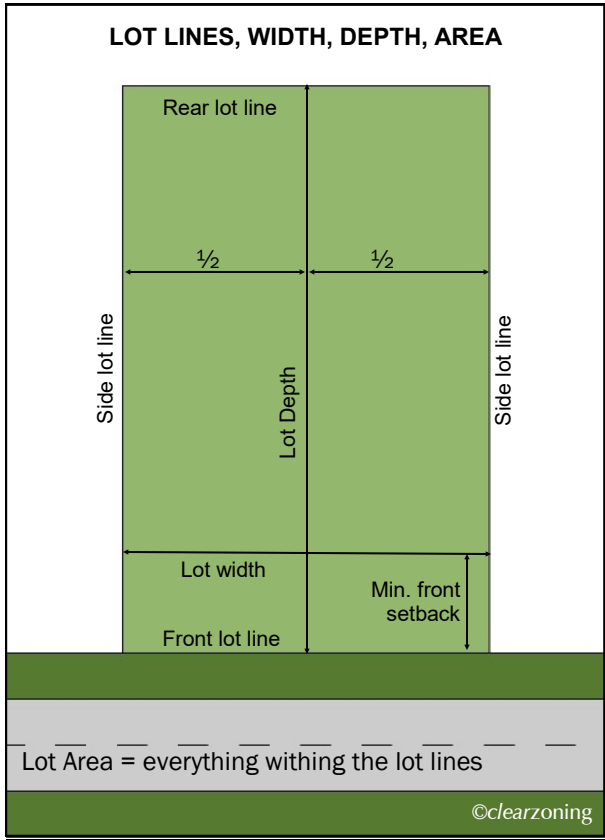 LOT LINES, WIDTH, DEPTH, AREA
Rear lot line
½
½
Side lot line
Lot Depth
Side lot line
Lot width
Min. front
setback
Front lot line
Lot Area = everything withing the lot lines
©clearzoning